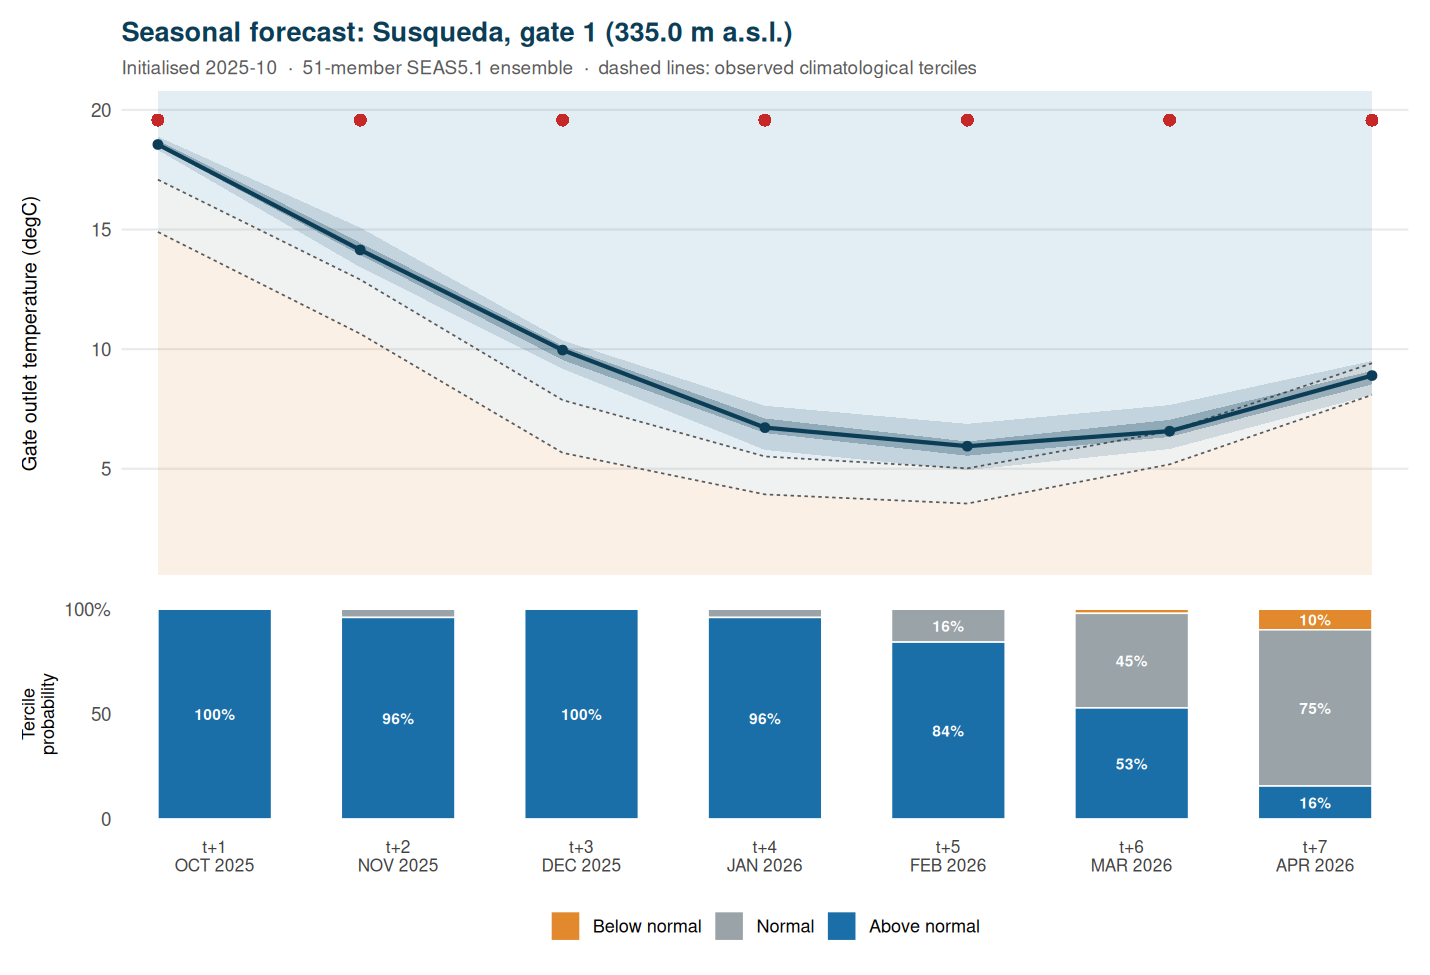 Seasonal forecast: Susqueda, gate 1 (335.0 m a.s.l.)
Initialised 2025-10 · 51-member SEAS5.1 ensemble · dashed lines: observed climatological terciles
Gate outlet temperature (degC)
20
15
10
5
Tercile
probability
100%
50
0
100%
96%
100%
96%
16%
84%
45%
53%
10%
75%
16%
t+1
OCT 2025
t+2
NOV 2025
t+3
DEC 2025
t+4
JAN 2026
t+5
FEB 2026
t+6
MAR 2026
t+7
APR 2026
Below normal
Normal
Above normal